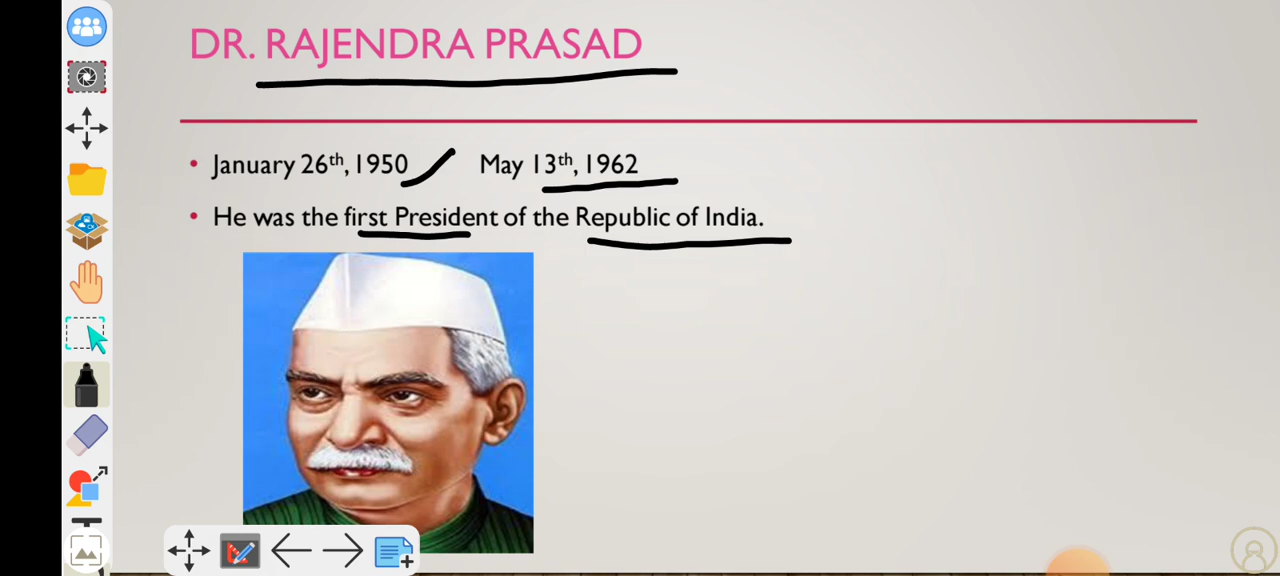 DR. RAJENDRA PRASAD
• January 26th, 1950 May 13th, 1962
• He was the first President of the Republic of India.